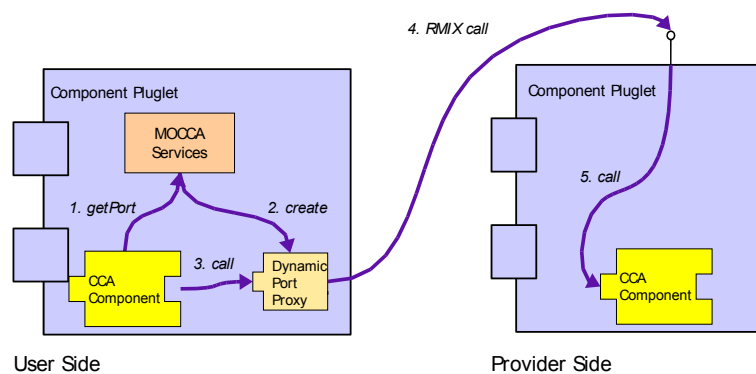 4. RMIX call
Component Pluglet
MOCCA
Services
1. getPort
2. create
3. call
CCA
Component
Dynamic
Port
Proxy
User Side
Component Pluglet
5. call
CCA
Component
Provider Side